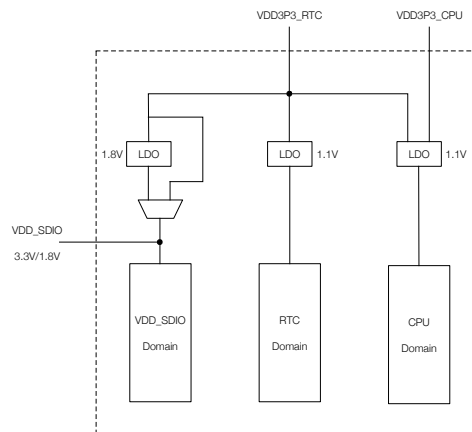 VDD3P3_RTC
VDD3P3_CPU
1.8V
LDO
LDO
1.1V
LDO
1.1V
VDD_SDIO
3.3V/1.8V
VDD_SDIO
Domain
RTC
Domain
CPU
Domain